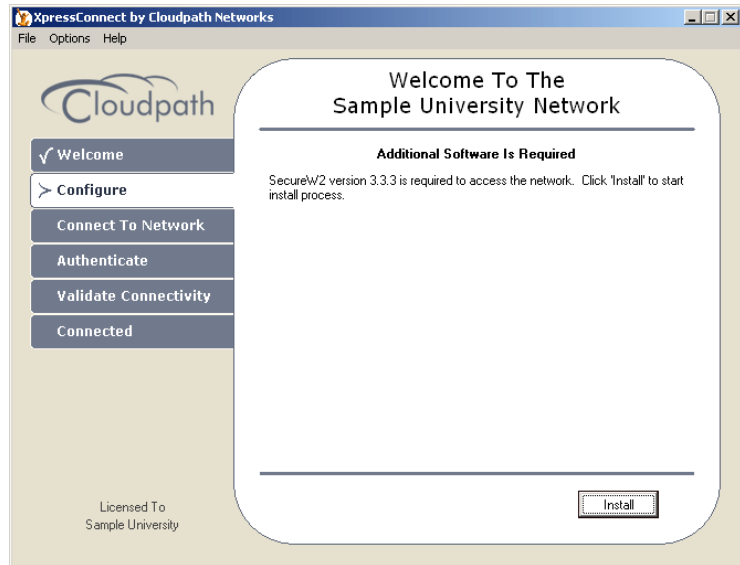 XpressConnect by Cloudpath Networks
File Options Help
Cloudpath
Welcome To The
Sample University Network
Welcome
Configure
Connect To Network
Authenticate
Validate Connectivity
Connected
Additional Software Is Required
SecureW2 version 3.3.3 is required to access the network. Click 'Install' to start
install process.
Licensed To
Sample University
Install